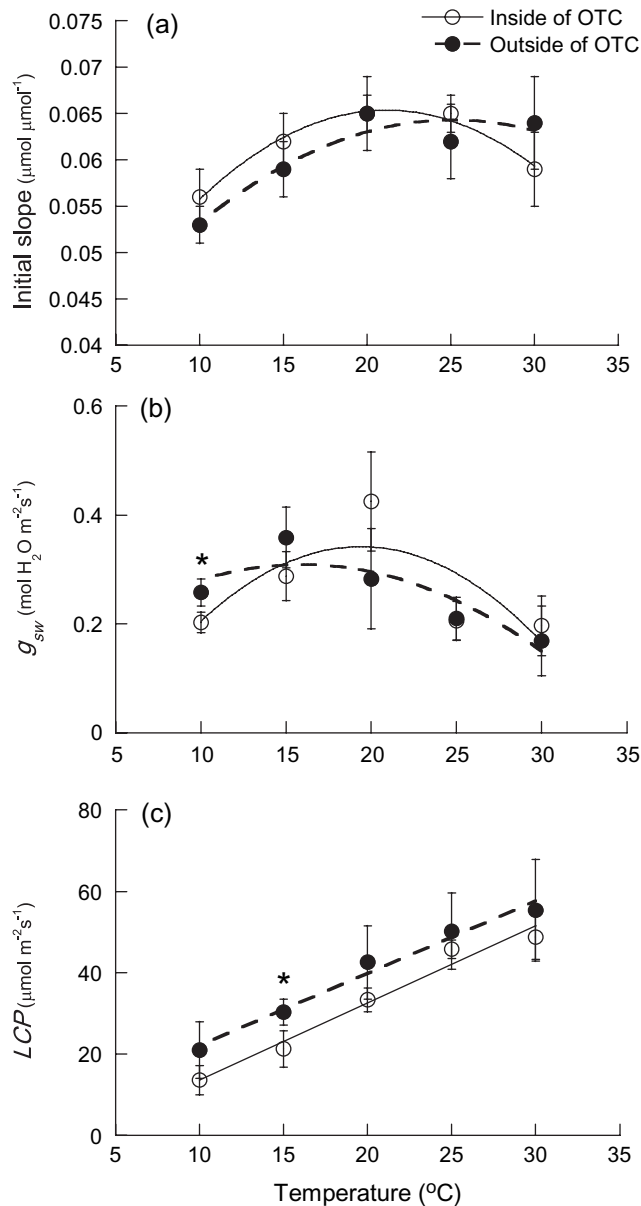 (a)
Inside of OTC
Outside of OTC
0.075
0.07
0.065
0.06
0.055
0.05
0.045
0.04
Initial slope (μmol μmol⁻¹)
5 10 15 20 25 30 35
(b)
0.6
0.4
0.2
0
*
g_sw (mol H₂O m⁻²s⁻¹)
5 10 15 20 25 30 35
(c)
80
60
40
20
0
*
LCP (μmol m⁻²s⁻¹)
5 10 15 20 25 30 35
Temperature (°C)